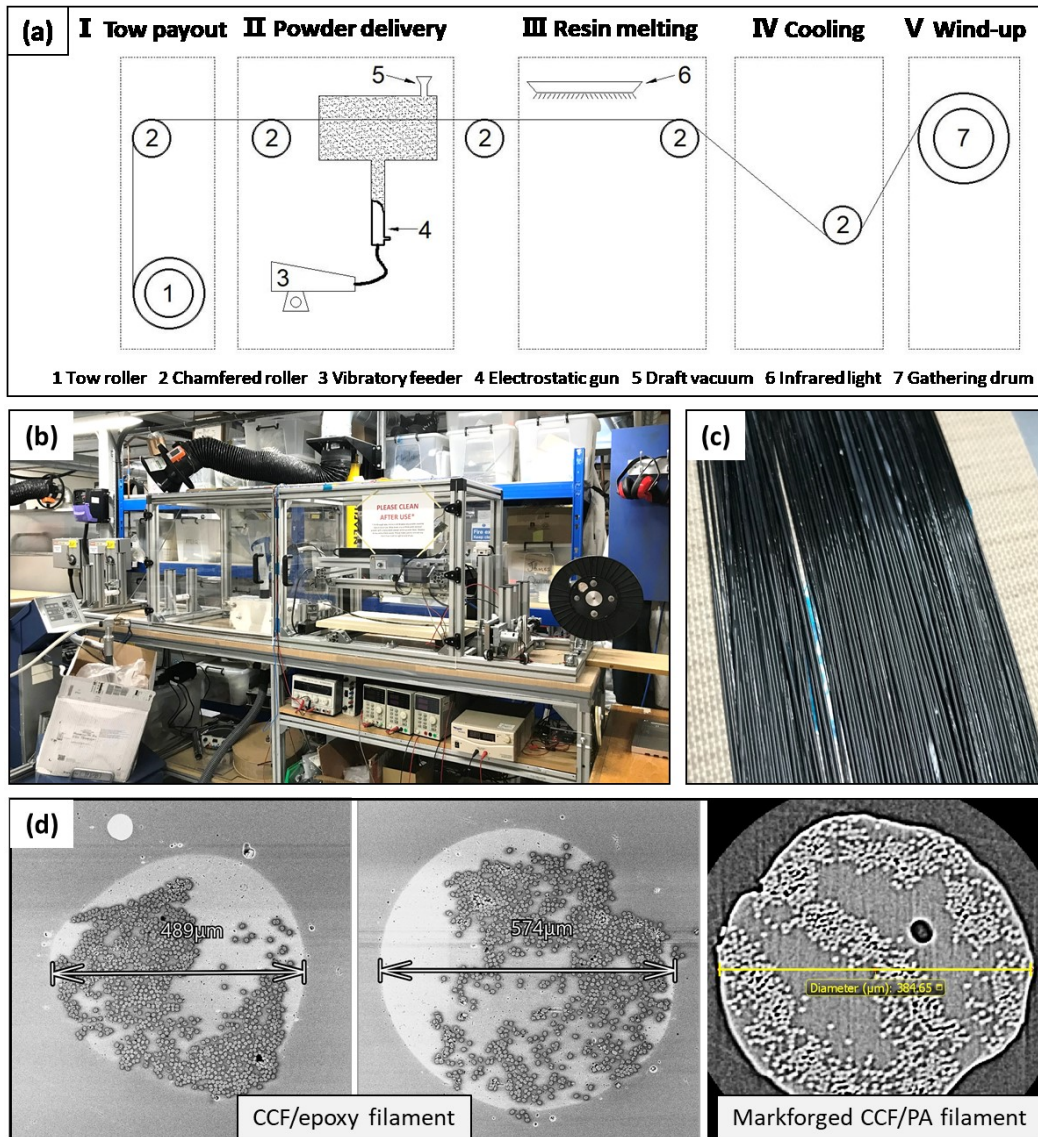 (a) I Tow payout II Powder delivery III Resin melting IV Cooling V Wind-up
5 6
2 2 2 2 7
4
2
3
1
1 Tow roller 2 Chamfered roller 3 Vibratory feeder 4 Electrostatic gun 5 Draft vacuum 6 Infrared light 7 Gathering drum
(b)
PLEASE CLEAN
AFTER USE*
(c)
(d)
489µm
574µm
Diameter (µm): 384.65
CCF/epoxy filament
Markforged CCF/PA filament